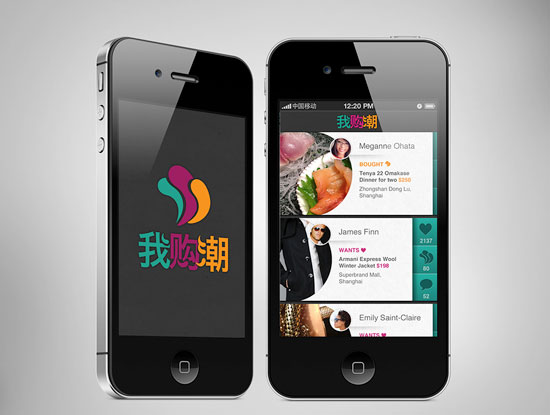 我购潮
中国移动
12:20 PM
我购潮
Meganne Ohata
BOUGHT
Tenya 22 Omakase
Dinner for two $255
Zhongshan Dong Lu,
Shanghai
James Finn
WANTS
Armani Exprees Wool
Winter Jacket $198
Superbrand Mall,
Shanghai
2137
80
52
Emily Saint-Claire
WANTS